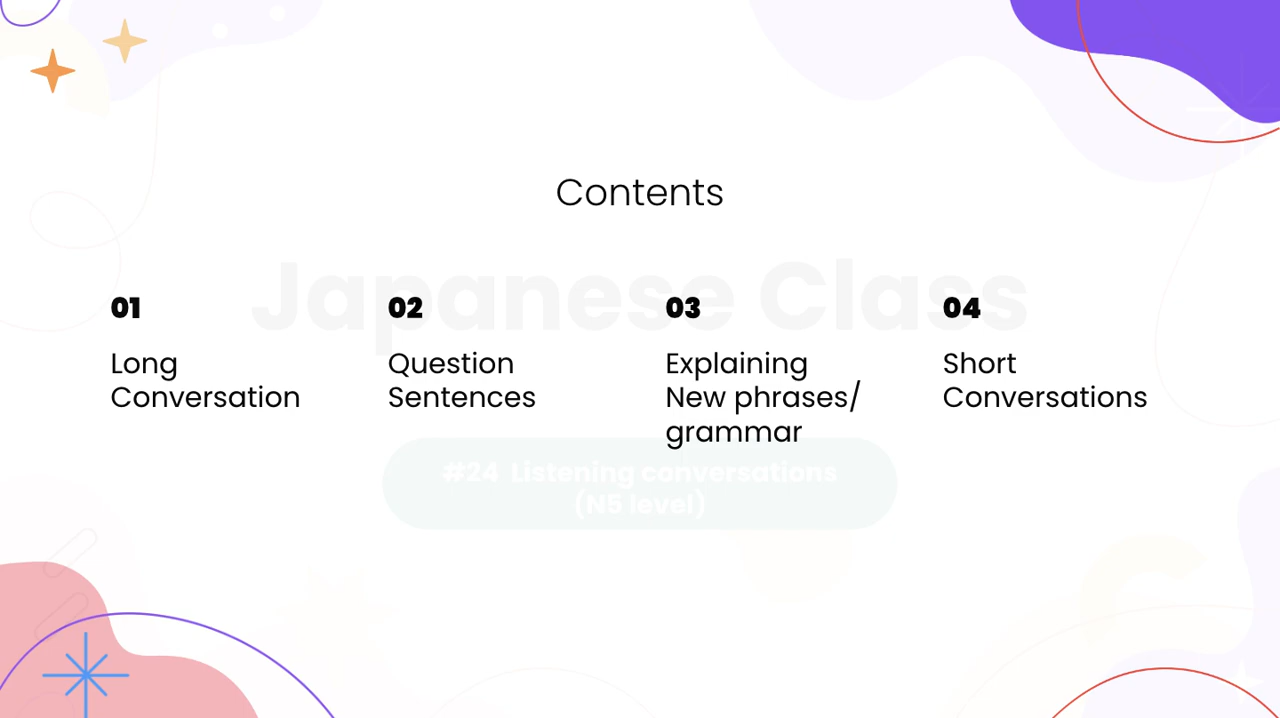 Contents
Japanese Class
01
Long
Conversation
02
Question
Sentences
03
Explaining
New phrases/
grammar
04
Short
Conversations
#24 Listening conversations
(N5 level)